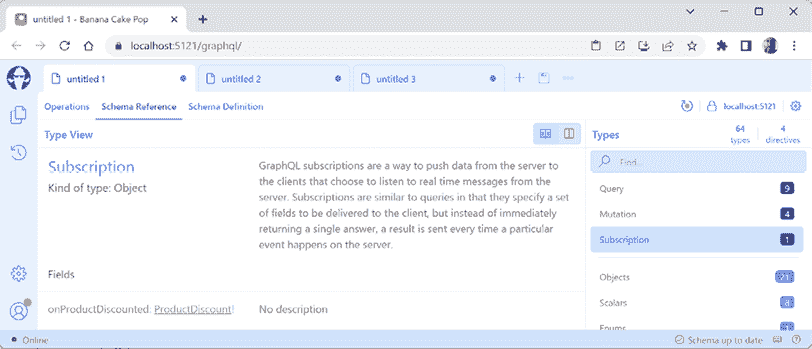 untitled 1 - Banana Cake Pop
localhost:5121/graphql/
untitled 1
untitled 2
untitled 3
Operations
Schema Reference
Schema Definition
localhost:5121
Type View
Types
64 types
4 directives
Subscription
Kind of type: Object
GraphQL subscriptions are a way to push data from the server
to the clients that choose to listen to real time messages from the
server. Subscriptions are similar to queries in that they specify a set
of fields to be delivered to the client, but instead of immediately
returning a single answer, a result is sent every time a particular
event happens on the server.
Find...
Query 9
Mutation 4
Subscription 1
Fields
Objects
Scalars
Enums
onProductDiscounted: ProductDiscount!
No description
Online
Schema up to date